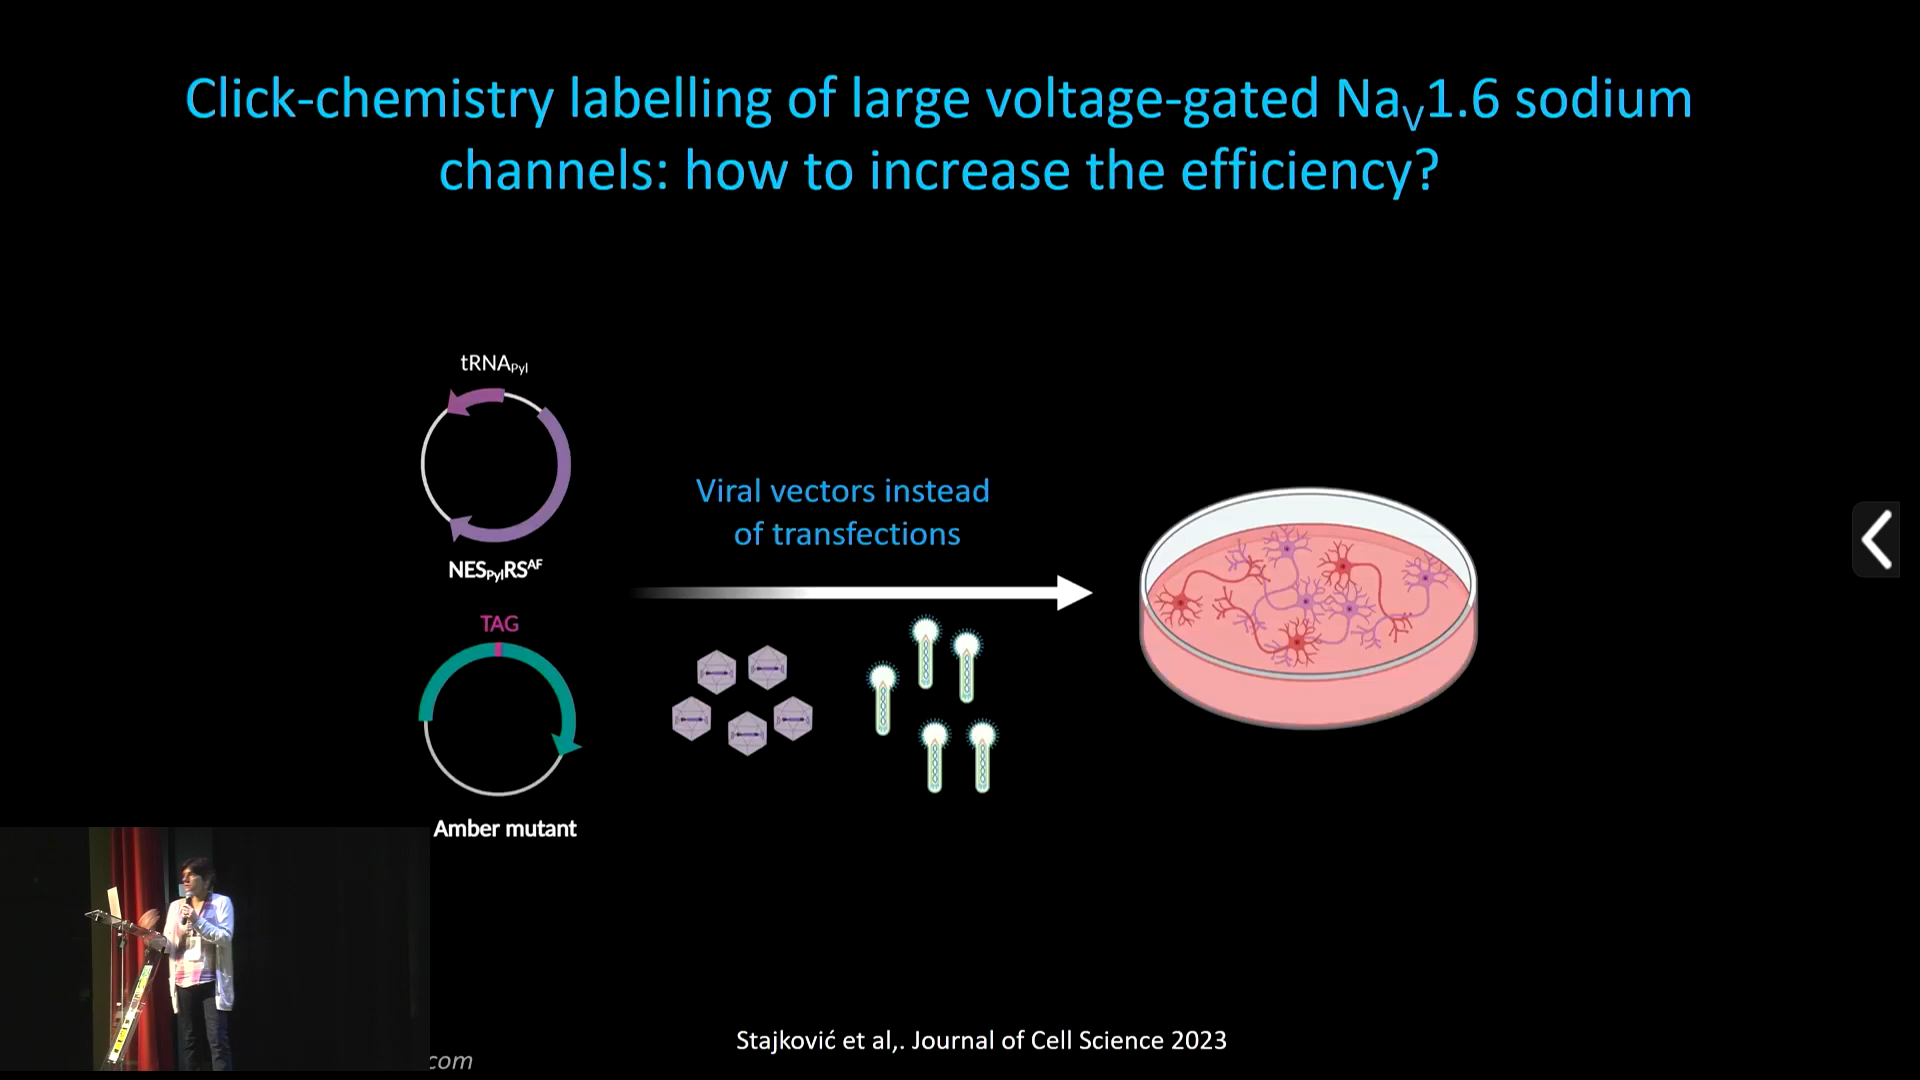 Click-chemistry labelling of large voltage-gated NaV1.6 sodium
channels: how to increase the efficiency?
tRNAPyl
NESPylRSAF
TAG
Amber mutant
Viral vectors instead
of transfections
Stajković et al,. Journal of Cell Science 2023
com